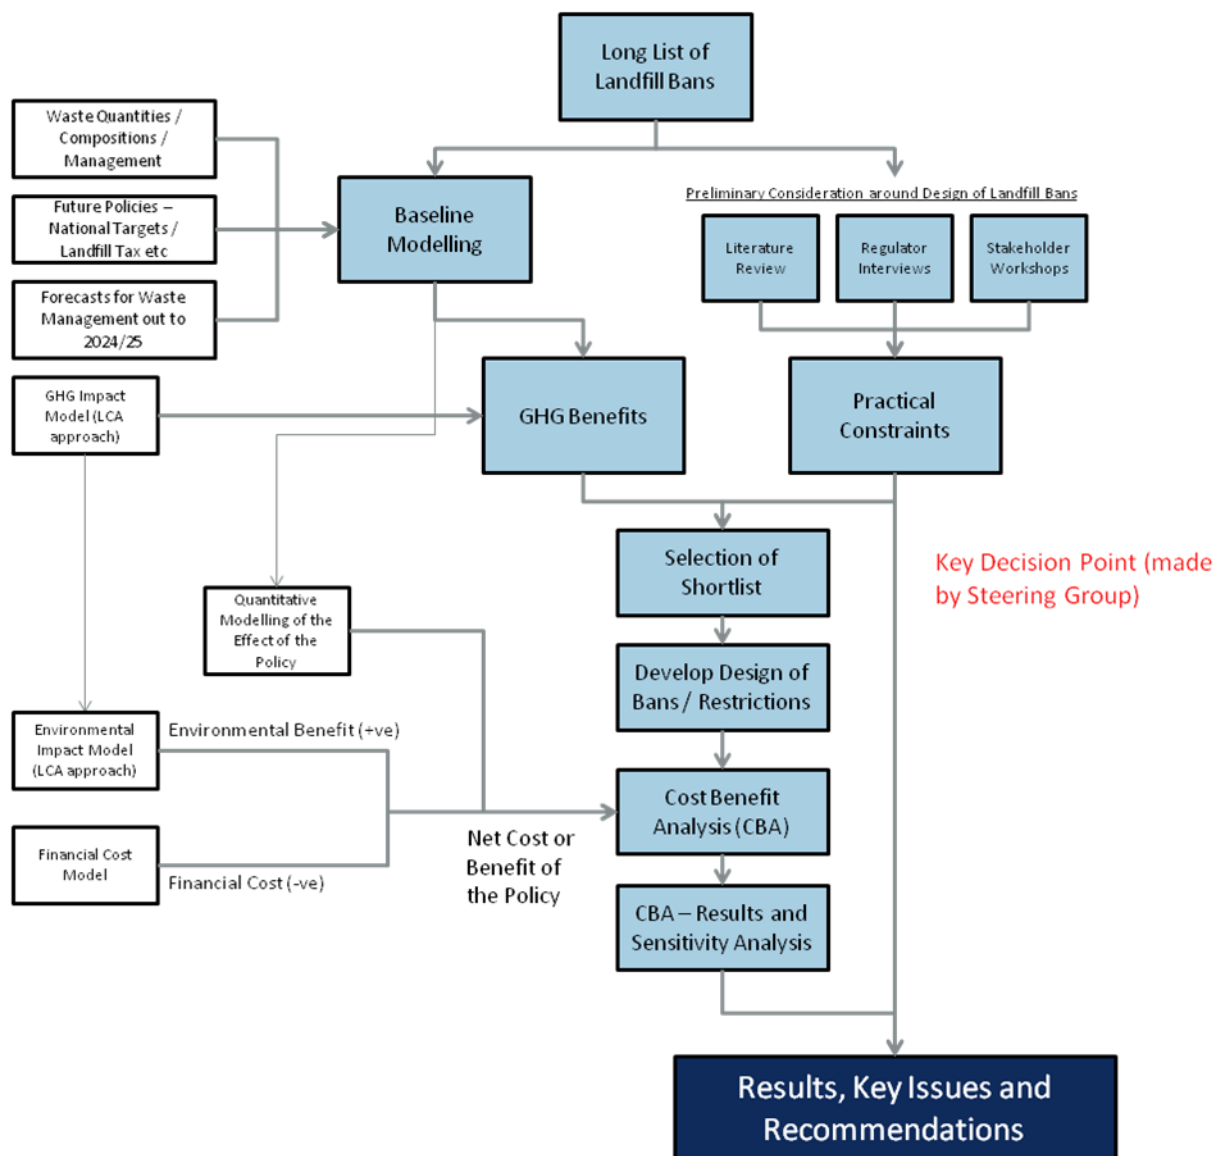 Long List of
Landfill Bans
Waste Quantities /
Compositions /
Management
Future Policies –
National Targets /
Landfill Tax etc
Forecasts for Waste
Management out to
2024/25
Baseline
Modelling
Preliminary Consideration around Design of Landfill Bans
Literature
Review
Regulator
Interviews
Stakeholder
Workshops
GHG Impact
Model (LCA
approach)
GHG Benefits
Practical
Constraints
Selection of
Shortlist
Key Decision Point (made
by Steering Group)
Quantitative
Modelling of the
Effect of the
Policy
Develop Design of
Bans / Restrictions
Environmental
Impact Model
(LCA approach)
Environmental Benefit (+ve)
Cost Benefit
Analysis (CBA)
Net Cost or
Benefit of
the Policy
Financial Cost
Model
Financial Cost (-ve)
CBA – Results and
Sensitivity Analysis
Results, Key Issues and
Recommendations